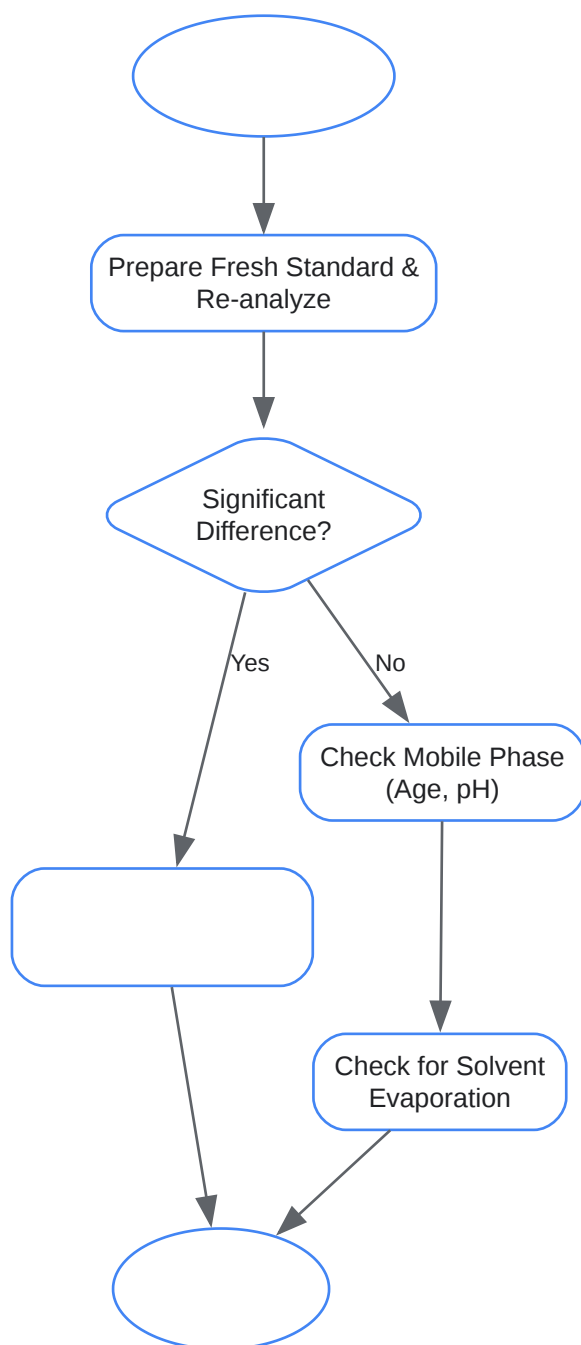 Prepare Fresh Standard &
Re-analyze
Significant
Difference?
Yes
No
Check Mobile Phase
(Age, pH)
Check for Solvent
Evaporation